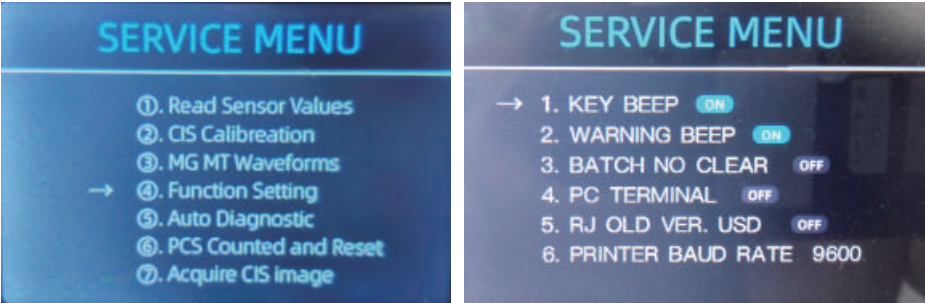 SERVICE MENU
①. Read Sensor Values
②. CIS Calibreation
③. MG MT Waveforms
→ ④. Function Setting
⑤. Auto Diagnostic
⑥. PCS Counted and Reset
⑦. Acquire CIS image
SERVICE MENU
→ 1. KEY BEEP ON
2. WARNING BEEP ON
3. BATCH NO CLEAR OFF
4. PC TERMINAL OFF
5. RJ OLD VER. USD OFF
6. PRINTER BAUD RATE 9600